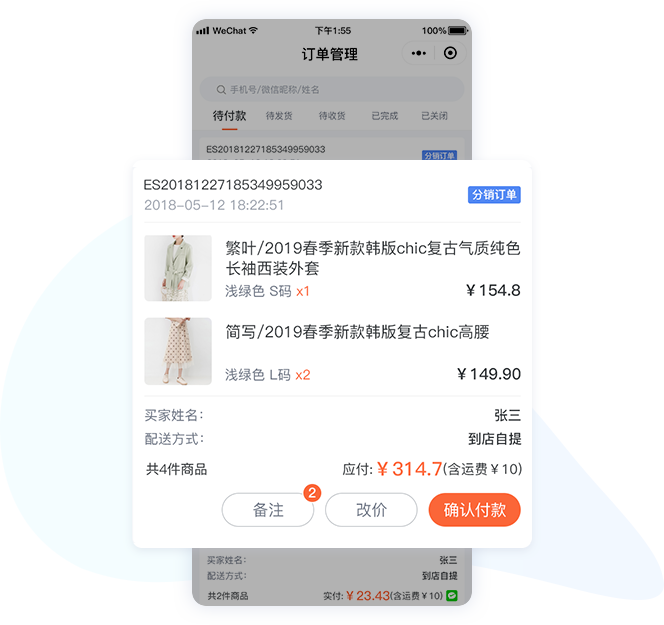 WeChat 下午1:55 100%
订单管理
手机号/微信昵称/姓名
待付款 待发货 待收货 已完成 已关闭
ES20181227185349959033
分销订单
ES20181227185349959033
2018-05-12 18:22:51
分销订单
繁叶/2019春季新款韩版chic复古气质纯色
长袖西装外套
浅绿色 S码 x1 ¥154.8
简写/2019春季新款韩版复古chic高腰
浅绿色 L码 x2 ¥149.90
买家姓名: 张三
配送方式: 到店自提
共4件商品 应付: ¥314.7(含运费¥10)
2
备注 改价 确认付款
买家姓名: 张三
配送方式: 到店自提
共2件商品 实付: ¥23.43(含运费¥10)